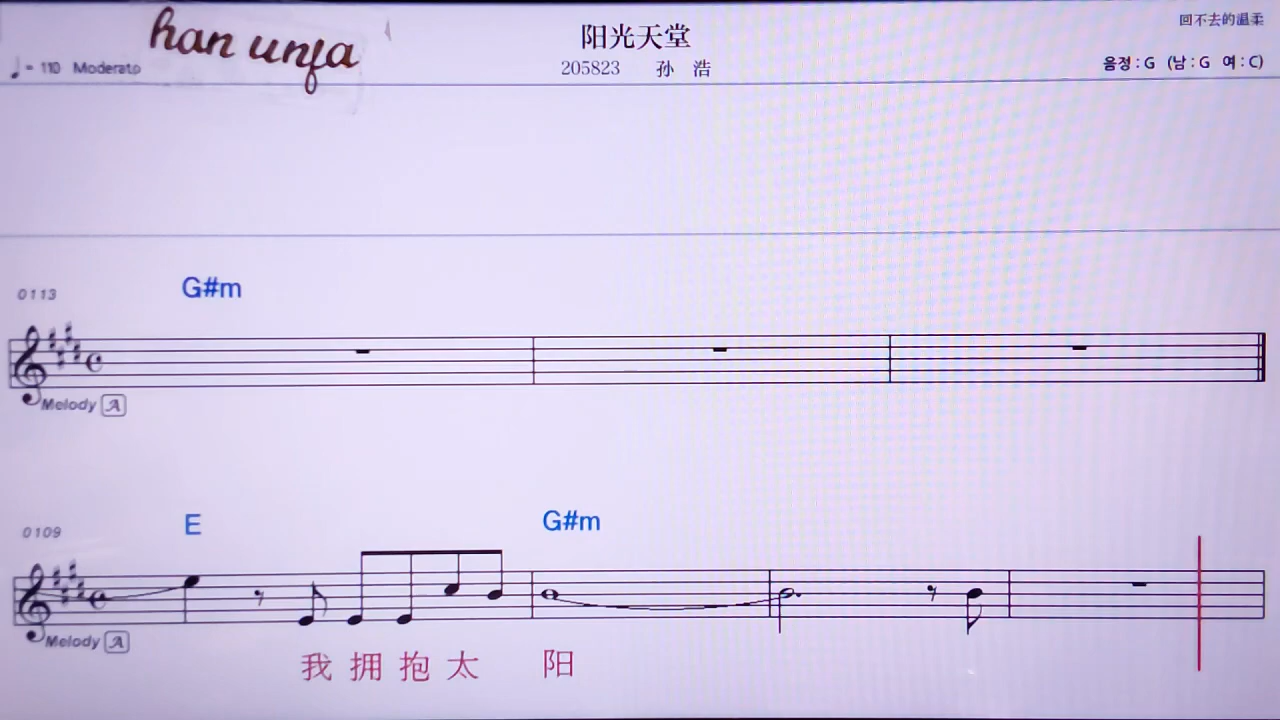 han unfa
阳光天堂
回不去的温柔
♩= 110 Moderato
205823 孙 浩
음정 : G (남 : G 여 : C)
G#m
0113
Melody A
E G#m
0109
Melody A
我 拥 抱 太 阳